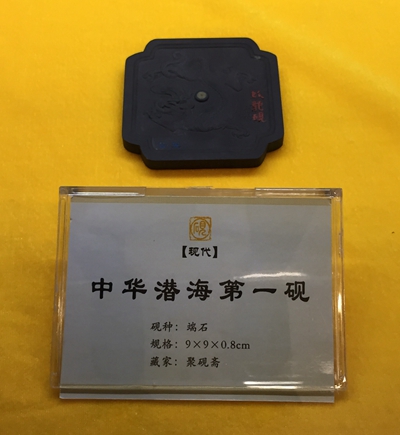 【现代】
中华潜海第一砚
砚种：端石
规格：9×9×0.8cm
藏家：聚砚斋